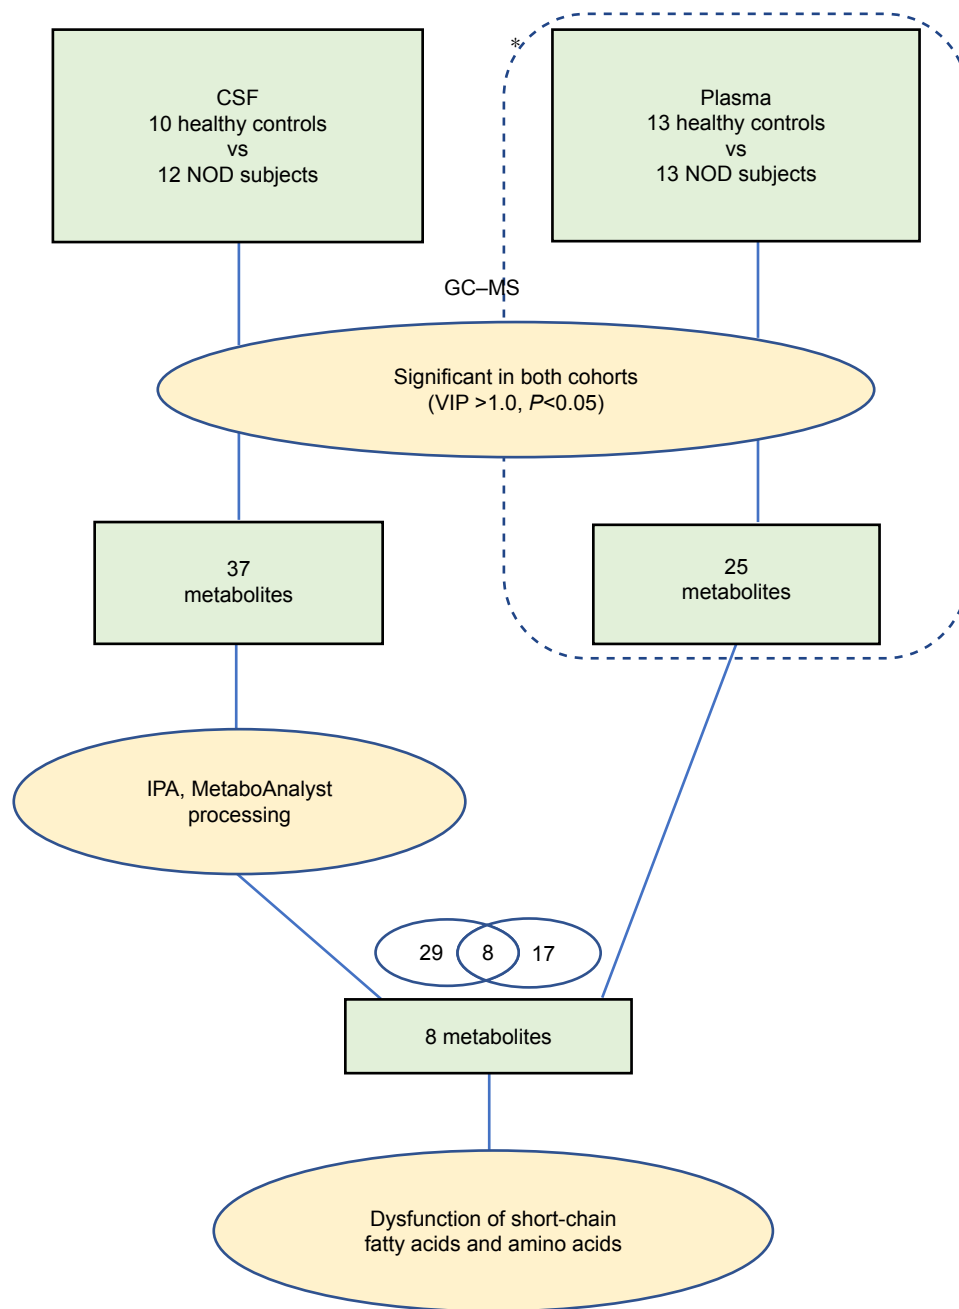 CSF
10 healthy controls
vs
12 NOD subjects
*
Plasma
13 healthy controls
vs
13 NOD subjects
GC–MS
Significant in both cohorts
(VIP >1.0, P<0.05)
37
metabolites
25
metabolites
IPA, MetaboAnalyst
processing
29 8 17
8 metabolites
Dysfunction of short-chain
fatty acids and amino acids